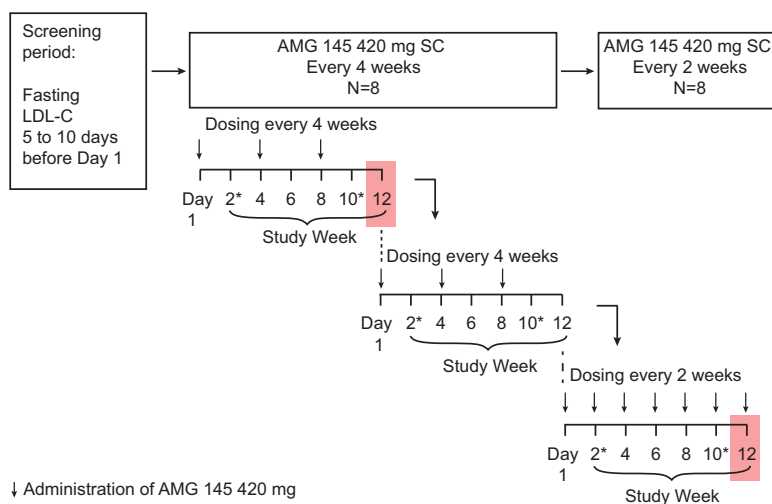 Screening
period:
Fasting
LDL-C
5 to 10 days
before Day 1
AMG 145 420 mg SC
Every 4 weeks
N=8
AMG 145 420 mg SC
Every 2 weeks
N=8
Dosing every 4 weeks
Day 1 2* 4 6 8 10* 12
Study Week
Dosing every 4 weeks
Day 1 2* 4 6 8 10* 12
Study Week
Dosing every 2 weeks
Day 1 2* 4 6 8 10* 12
Study Week
↓ Administration of AMG 145 420 mg